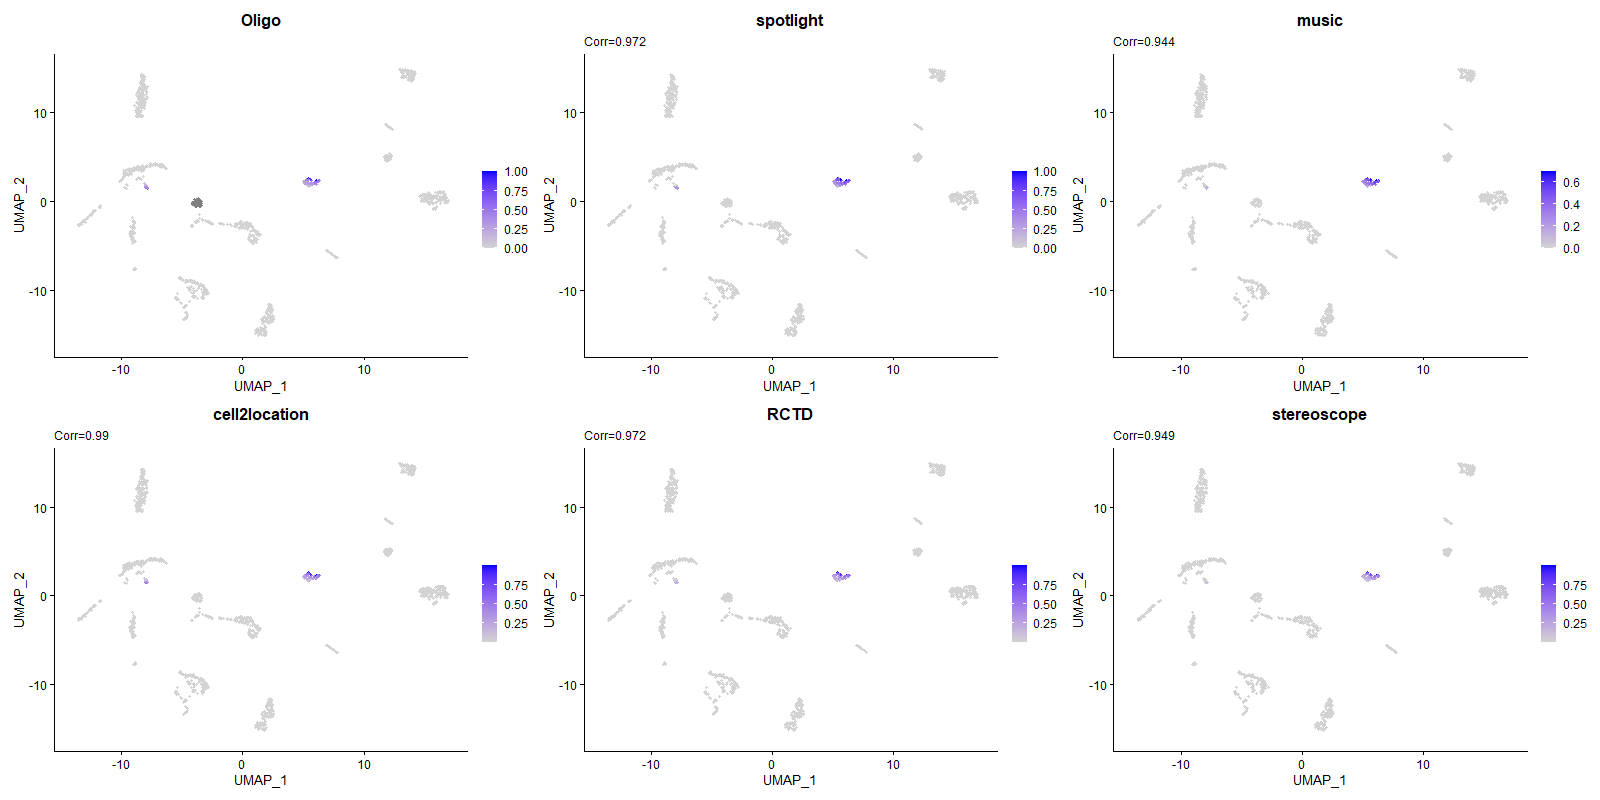 Oligo
10
0
-10
-10
0
10
UMAP_1
UMAP_2
1.00
0.75
0.50
0.25
0.00
spotlight
Corr=0.972
10
0
-10
-10
0
10
UMAP_1
UMAP_2
1.00
0.75
0.50
0.25
0.00
music
Corr=0.944
10
0
-10
-10
0
10
UMAP_1
UMAP_2
0.6
0.4
0.2
0.0
cell2location
Corr=0.99
10
0
-10
-10
0
10
UMAP_1
UMAP_2
0.75
0.50
0.25
RCTD
Corr=0.972
10
0
-10
-10
0
10
UMAP_1
UMAP_2
0.75
0.50
0.25
stereoscope
Corr=0.949
10
0
-10
-10
0
10
UMAP_1
UMAP_2
0.75
0.50
0.25